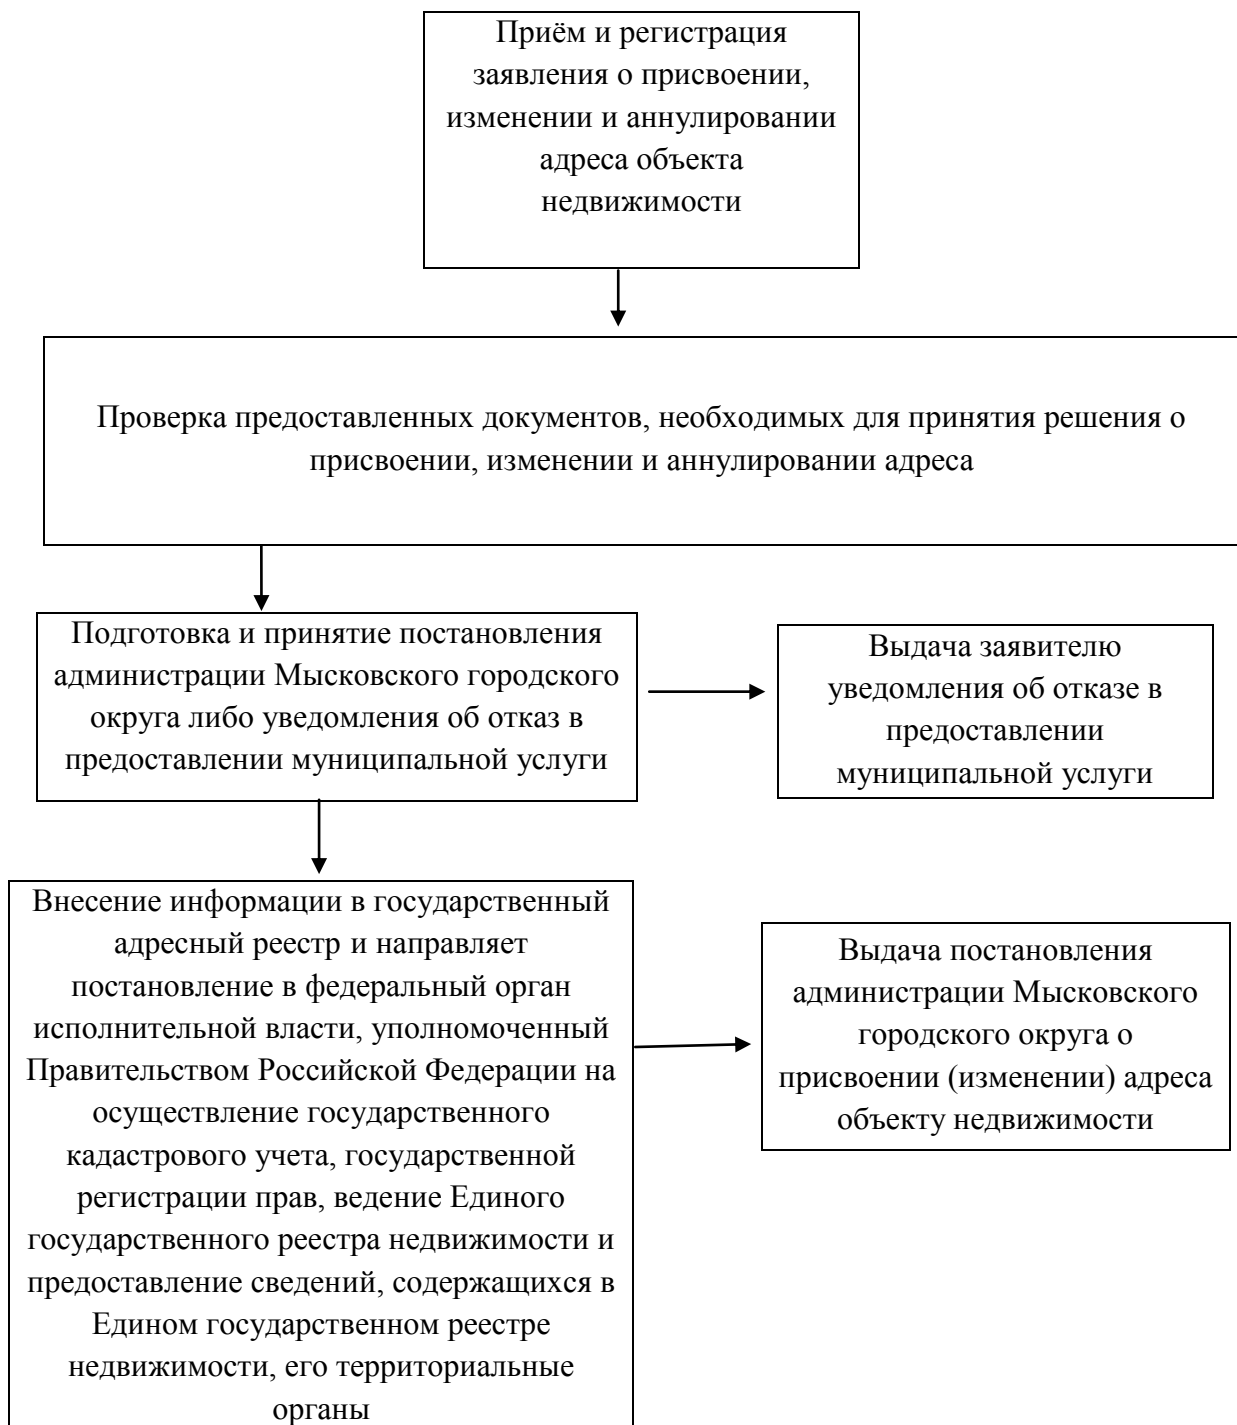 Приём и регистрация
заявления о присвоении,
изменении и аннулировании
адреса объекта
недвижимости
Проверка предоставленных документов, необходимых для принятия решения о
присвоении, изменении и аннулировании адреса
Подготовка и принятие постановления
администрации Мысковского городского
округа либо уведомления об отказ в
предоставлении муниципальной услуги
Выдача заявителю
уведомления об отказе в
предоставлении
муниципальной услуги
Внесение информации в государственный
адресный реестр и направляет
постановление в федеральный орган
исполнительной власти, уполномоченный
Правительством Российской Федерации на
осуществление государственного
кадастрового учета, государственной
регистрации прав, ведение Единого
государственного реестра недвижимости и
предоставление сведений, содержащихся в
Едином государственном реестре
недвижимости, его территориальные
органы
Выдача постановления
администрации Мысковского
городского округа о
присвоении (изменении) адреса
объекту недвижимости